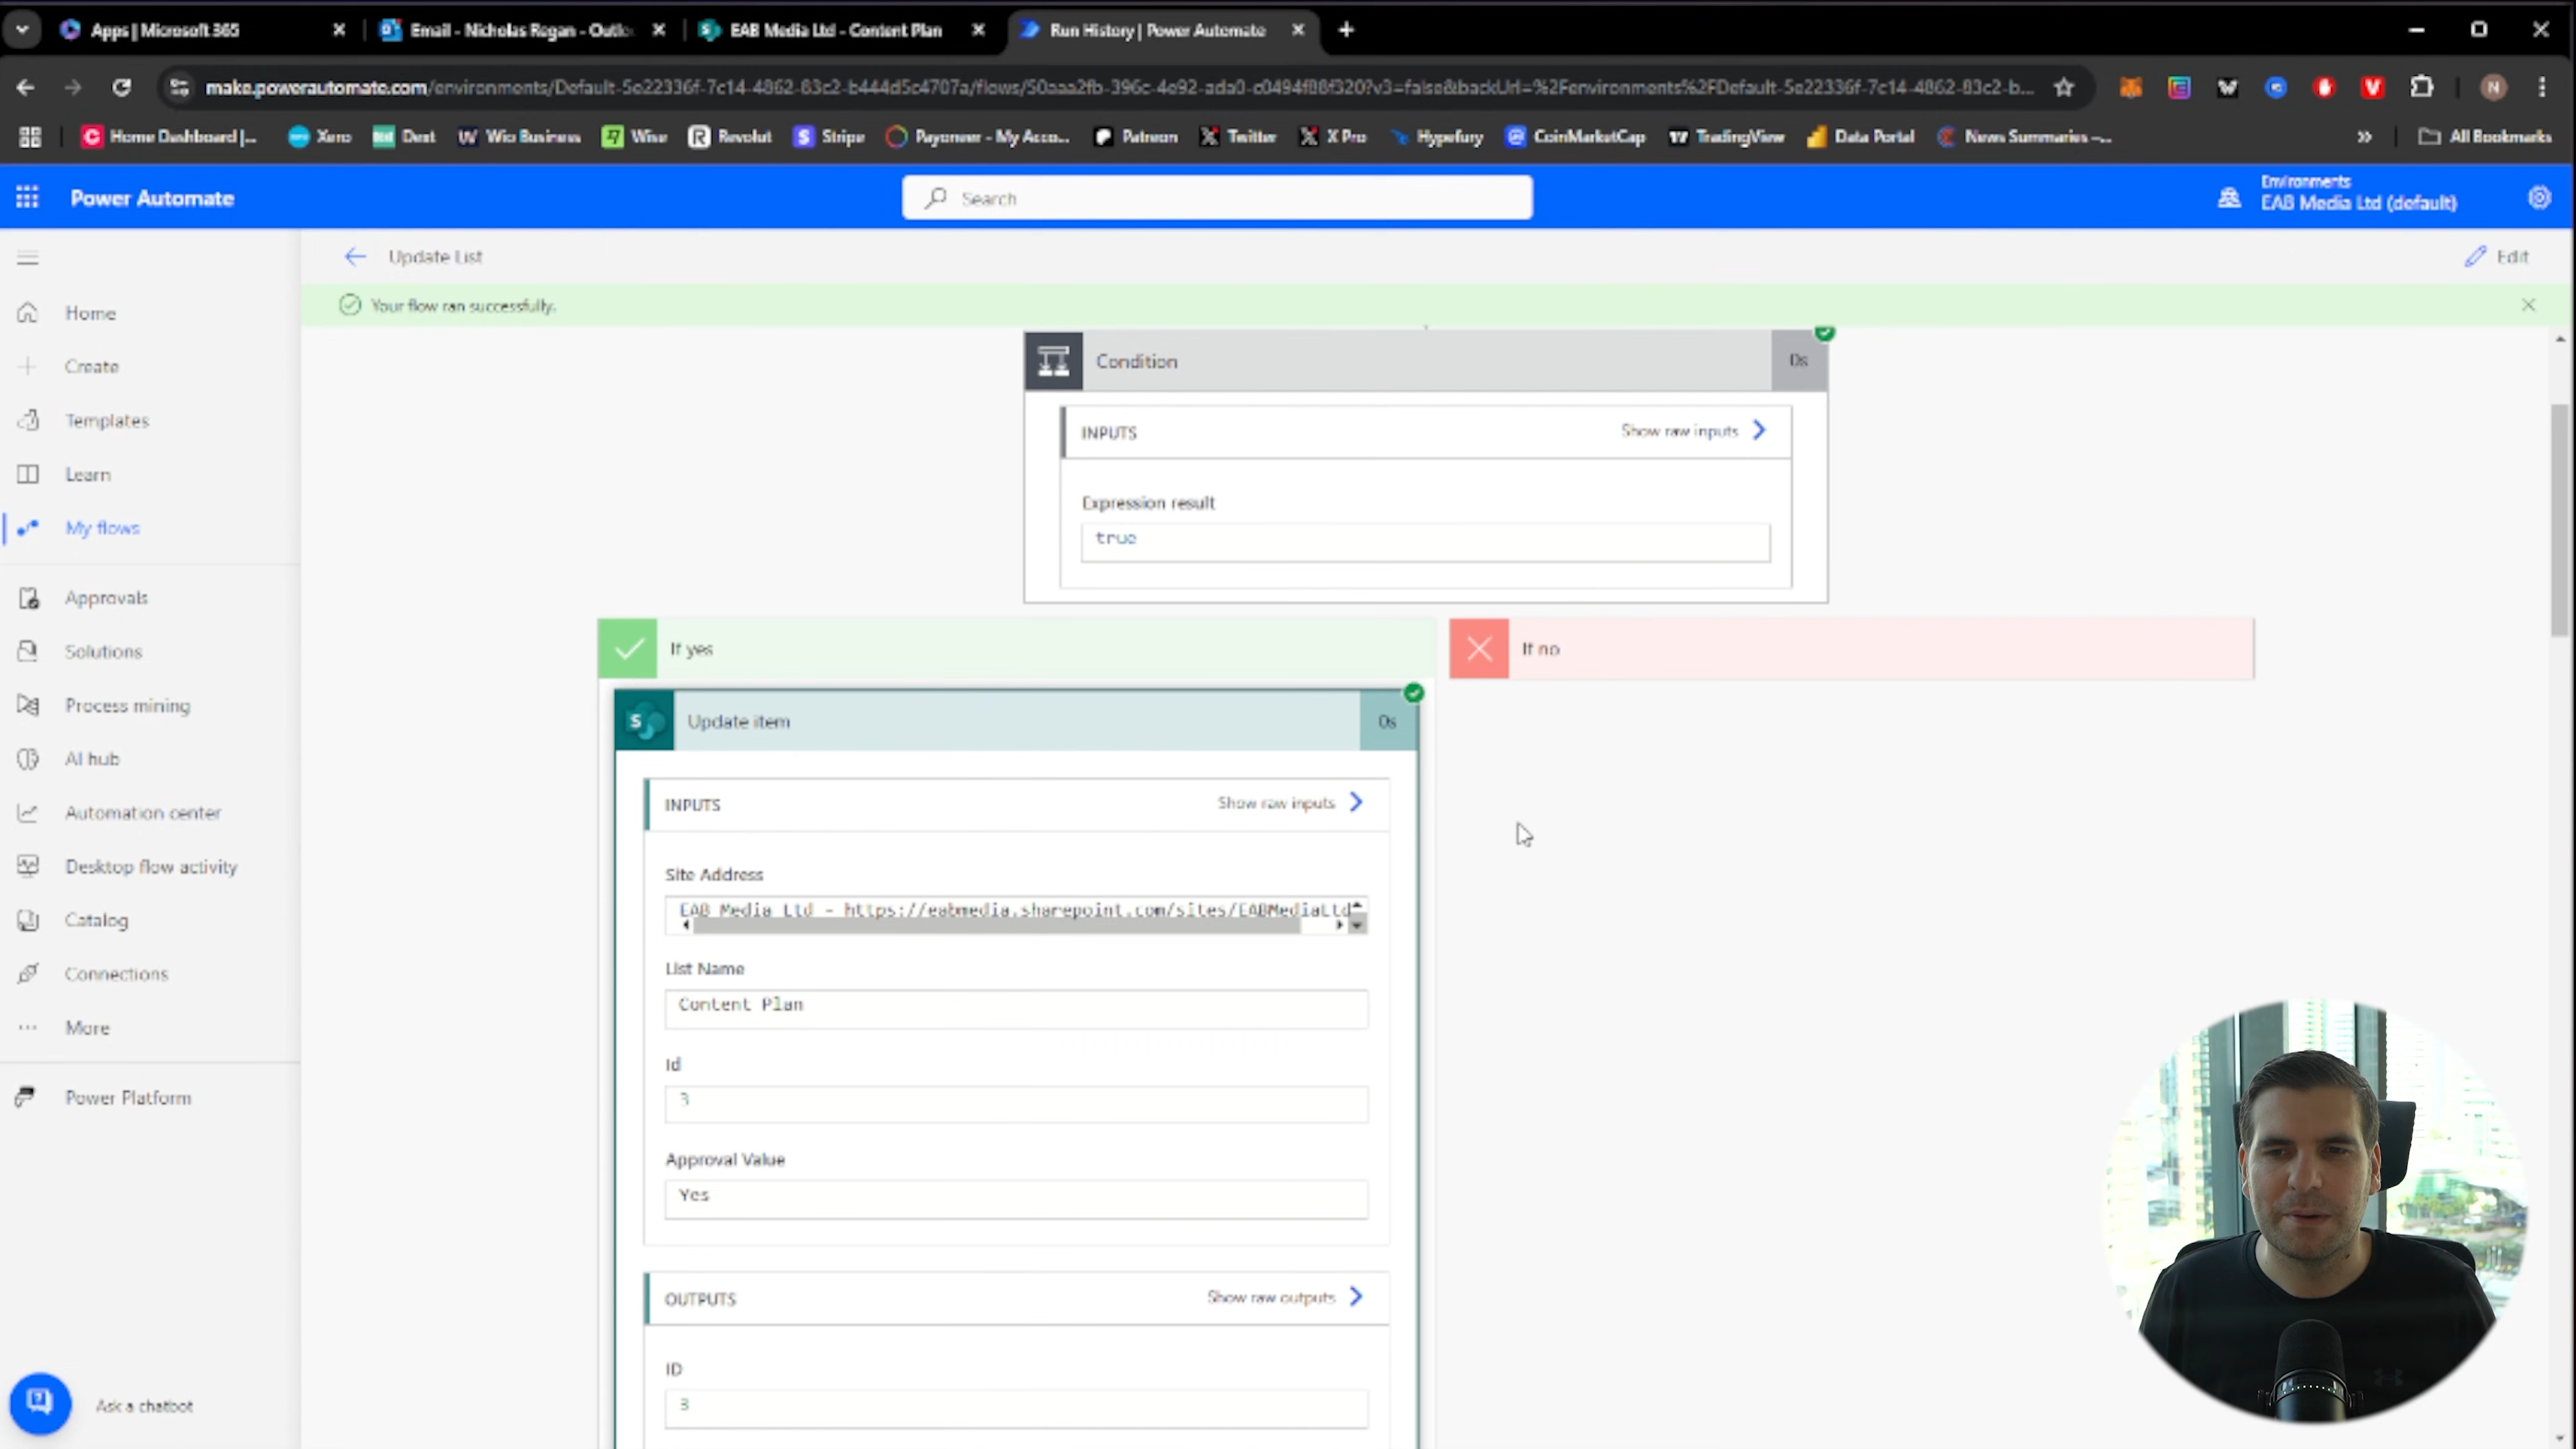 Apps | Microsoft 365
Email - Nicholas Regan - Outlo
EAB Media Ltd - Content Plan
Run History | Power Automate
make.powerautomate.com/environments/Default-5e22336f-7c14-4862-83c2-b444d5c4707a/flows/50aaa2fb-396c-4e92-ada0-c0494f88f320?v3=false&backUrl=%2Fenvironments%2FDefault-5e22336f-7c14-4862-83c2-b...
N
Home Dashboard |...
Xero
Dext
Wio Business
Wise
Revolut
Stripe
Payoneer - My Acco...
Patreon
Twitter
X Pro
Hypefury
CoinMarketCap
TradingView
Data Portal
News Summaries –...
All Bookmarks
Power Automate
Search
Environments
EAB Media Ltd (default)
Update List
Edit
Your flow ran successfully.
Home
Create
Templates
Learn
My flows
Approvals
Solutions
Process mining
AI hub
Automation center
Desktop flow activity
Catalog
Connections
More
Power Platform
Ask a chatbot
Condition
0s
INPUTS
Show raw inputs
Expression result
true
If yes
If no
Update item
0s
INPUTS
Show raw inputs
Site Address
EAB Media Ltd - https://eabmedia.sharepoint.com/sites/EABMediaLtd
List Name
Content Plan
Id
3
Approval Value
Yes
OUTPUTS
Show raw outputs
ID
3